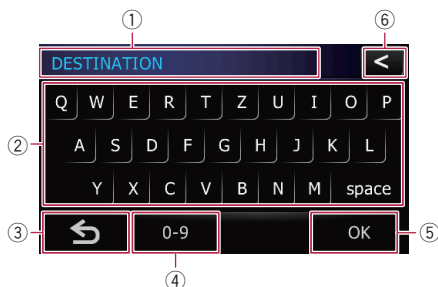 ① ⑥
DESTINATION <
Q W E R T Z U I O P
② A S D F G H J K L
Y X C V B N M space
③ 0-9 OK ⑤
④